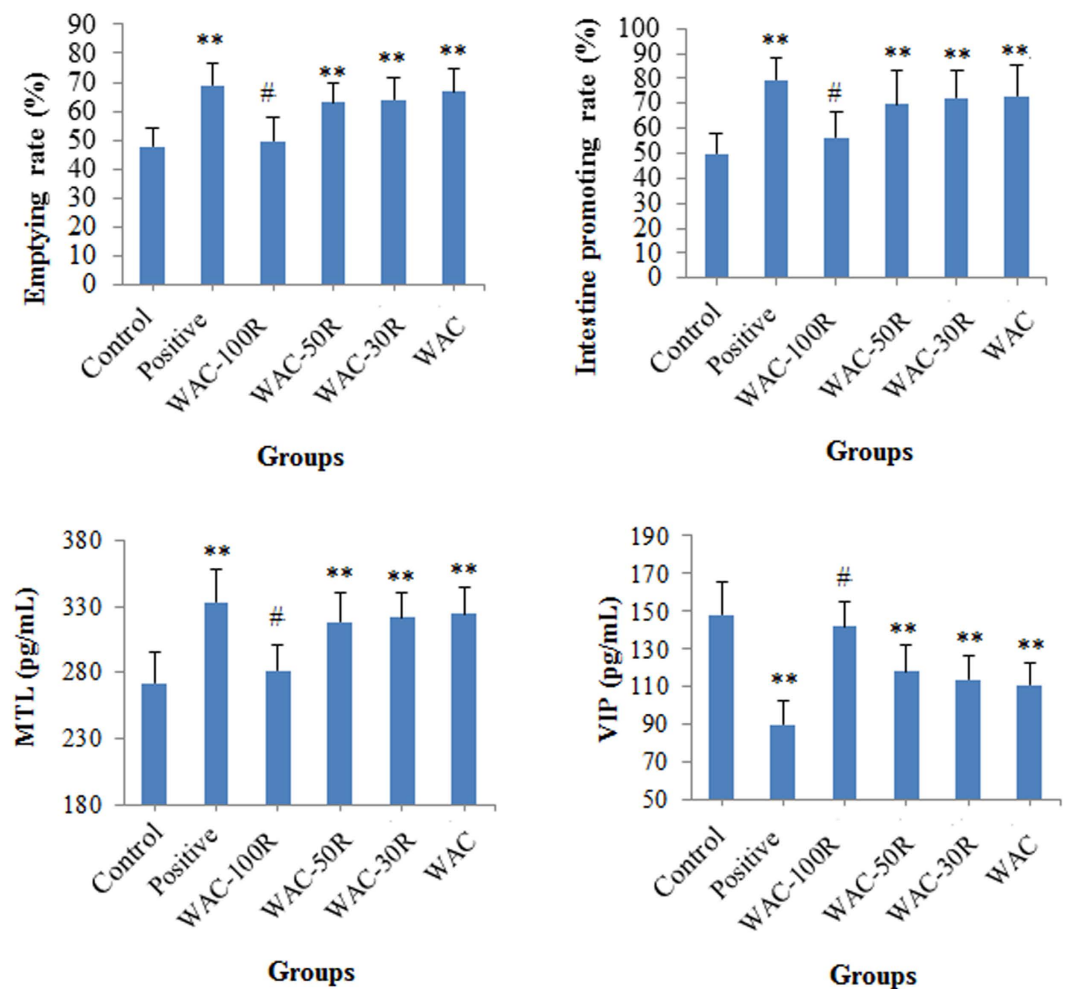 Emptying rate (%)
90
80
70
60
50
40
30
20
10
0
**
#
**
**
**
Control
Positive
WAC-100R
WAC-50R
WAC-30R
WAC
Groups
Intestine promoting rate (%)
100
90
80
70
60
50
40
30
20
10
0
**
#
**
**
**
Control
Positive
WAC-100R
WAC-50R
WAC-30R
WAC
Groups
MTL (pg/mL)
380
330
280
230
180
**
#
**
**
**
Control
Positive
WAC-100R
WAC-50R
WAC-30R
WAC
Groups
VIP (pg/mL)
190
170
150
130
110
90
70
50
**
#
**
**
**
Control
Positive
WAC-100R
WAC-50R
WAC-30R
WAC
Groups